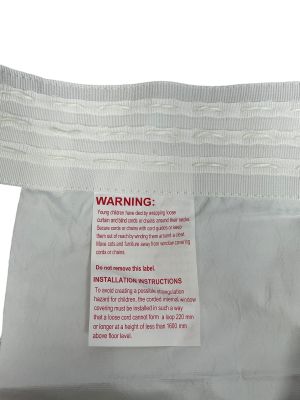 WARNING:
Young children have died by wrapping loose
curtain and blind cords or chains around their necks.
Secure cords or chains with cord guides or keep
them out of reach by winding them around a cleat.
Move cots and furniture away from window covering
cords or chains.
Do not remove this label.
INSTALLATION INSTRUCTIONS
To avoid creating a possible strangulation
hazard for children, the corded internal window
covering must be installed in such a way
that a loose cord cannot form a loop 220 mm
or longer at a height of less than 1600 mm
above floor level.